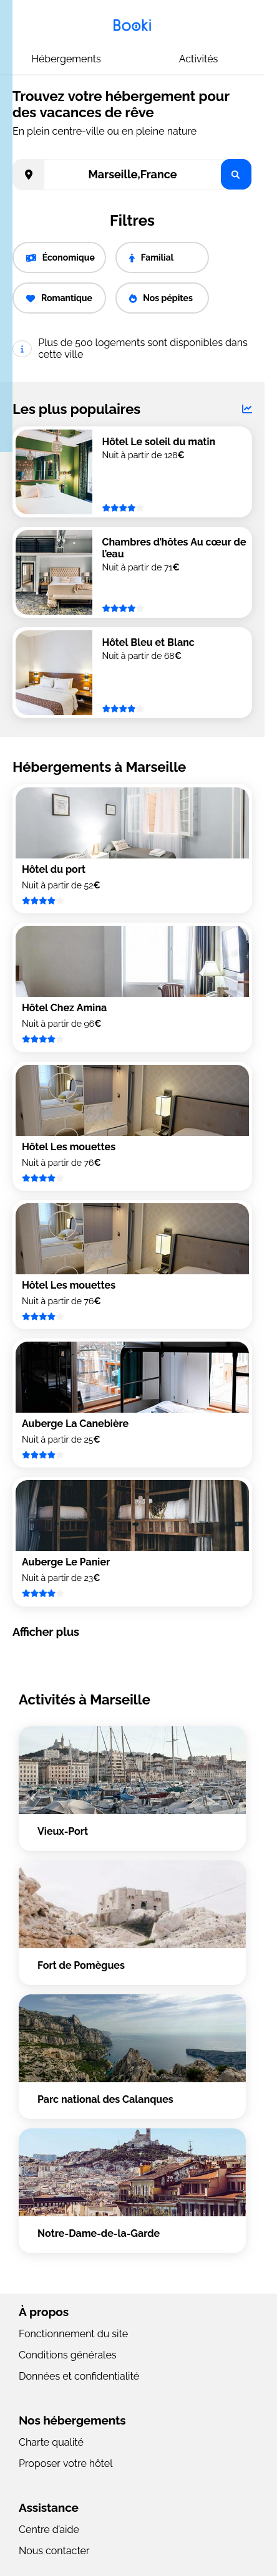 Booki
Hébergements
Activités
Trouvez votre hébergement pour
des vacances de rêve
En plein centre-ville ou en pleine nature
Marseille,France
Filtres
Économique
Familial
Romantique
Nos pépites
Plus de 500 logements sont disponibles dans
cette ville
Les plus populaires
Hôtel Le soleil du matin
Nuit à partir de 128€
Chambres d'hôtes Au cœur de
l'eau
Nuit à partir de 71€
Hôtel Bleu et Blanc
Nuit à partir de 68€
Hébergements à Marseille
Hôtel du port
Nuit à partir de 52€
Hôtel Chez Amina
Nuit à partir de 96€
Hôtel Les mouettes
Nuit à partir de 76€
Hôtel Les mouettes
Nuit à partir de 76€
Auberge La Canebière
Nuit à partir de 25€
Auberge Le Panier
Nuit à partir de 23€
Afficher plus
Activités à Marseille
Vieux-Port
Fort de Pomègues
Parc national des Calanques
Notre-Dame-de-la-Garde
À propos
Fonctionnement du site
Conditions générales
Données et confidentialité
Nos hébergements
Charte qualité
Proposer votre hôtel
Assistance
Centre d'aide
Nous contacter